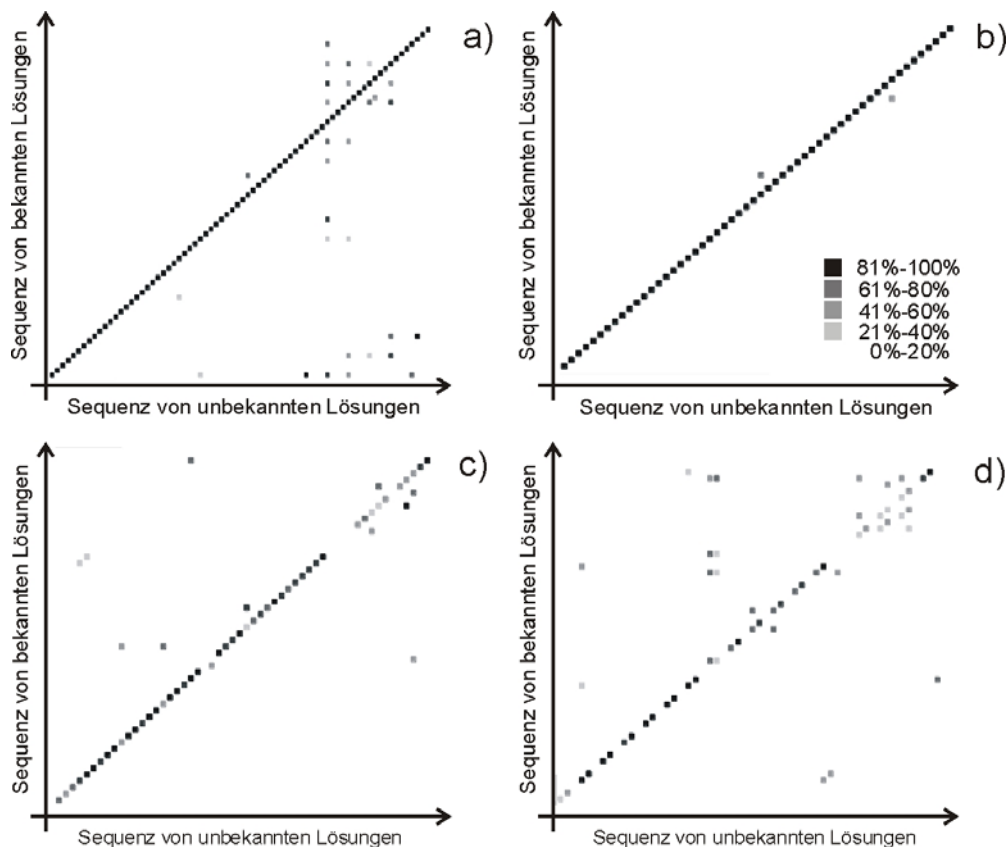 a)
Sequenz von bekannten Lösungen
Sequenz von unbekannten Lösungen
b)
Sequenz von bekannten Lösungen
81%-100%
61%-80%
41%-60%
21%-40%
0%-20%
Sequenz von unbekannten Lösungen
c)
Sequenz von bekannten Lösungen
Sequenz von unbekannten Lösungen
d)
Sequenz von bekannten Lösungen
Sequenz von unbekannten Lösungen